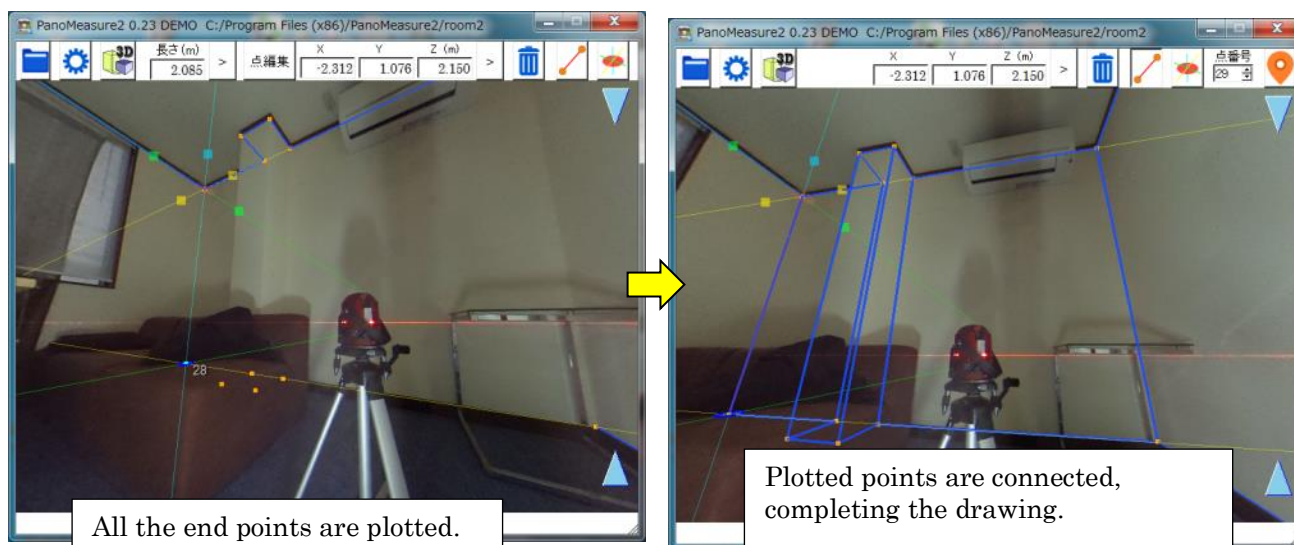 PanoMeasure2 0.23 DEMO C:/Program Files (x86)/PanoMeasure2/room2
3D
長さ(m)
2.085
>
点編集
X Y Z (m)
-2.312 1.076 2.150
>
28
All the end points are plotted.
PanoMeasure2 0.23 DEMO C:/Program Files (x86)/PanoMeasure2/room2
3D
X Y Z (m)
-2.312 1.076 2.150
>
点番号
29
Plotted points are connected,
completing the drawing.